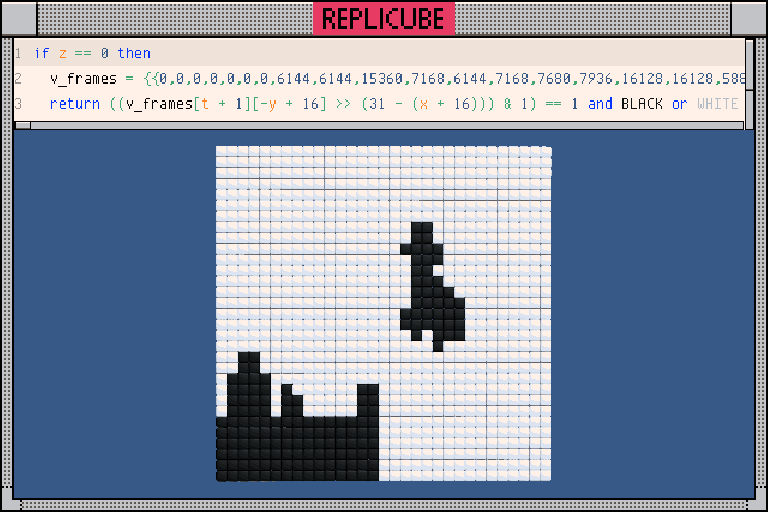 REPLICUBE
1 if z == 0 then
2 v_frames = {{0,0,0,0,0,0,0,6144,6144,15360,7168,6144,7168,7680,7936,16128,16128,588
3 return ((v_frames[t + 1][-y + 16] >> (31 - (x + 16))) & 1) == 1 and BLACK or WHITE